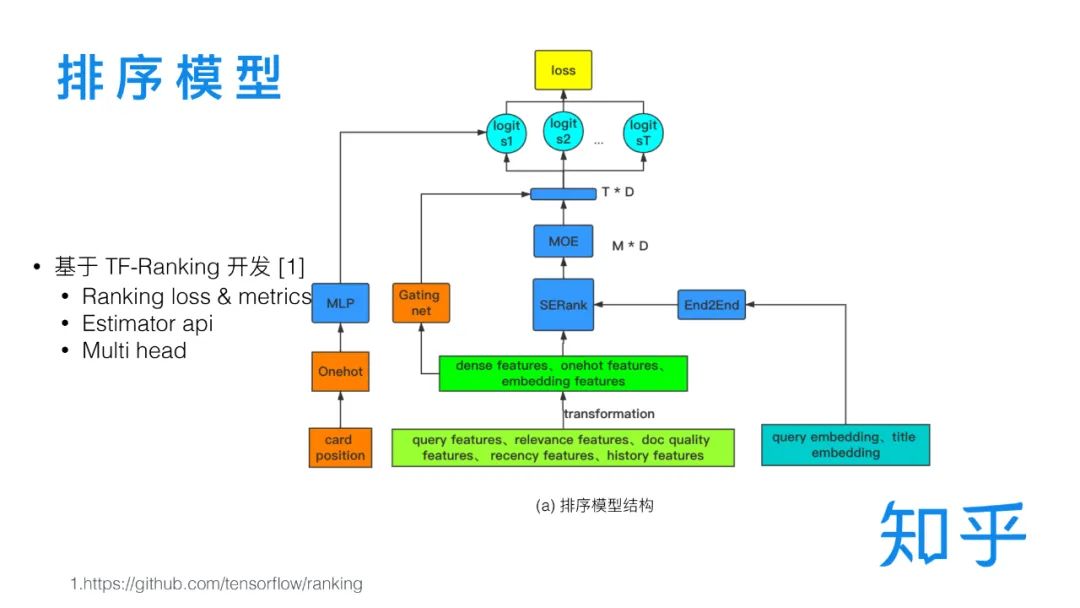 排序模型
loss
logit
s1
logit
s2
...
logit
sT
T * D
MOE
M * D
• 基于 TF-Ranking 开发 [1]
• Ranking loss & metrics
• Estimator api
• Multi head
MLP
Gating
net
SERank
End2End
Onehot
dense features、onehot features、
embedding features
transformation
card
position
query features、relevance features、doc quality
features、 recency features、history features
query embedding、title
embedding
(a) 排序模型结构
知乎
1.https://github.com/tensorflow/ranking